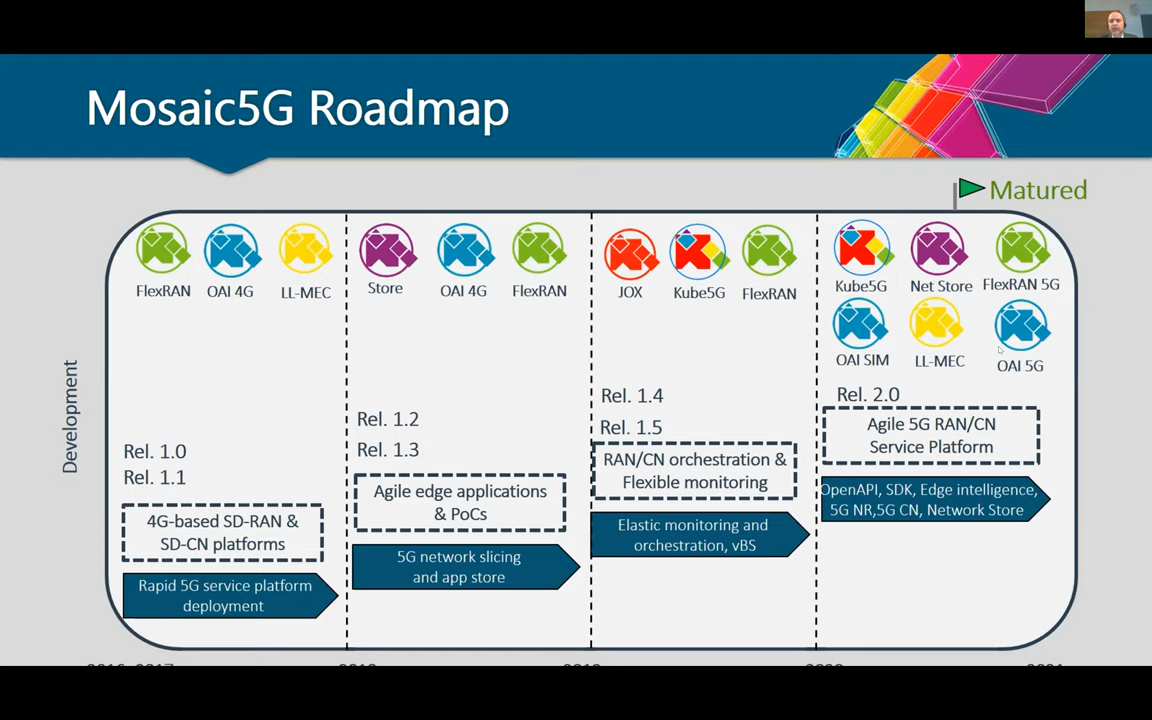 Mosaic5G Roadmap
Matured
FlexRAN
OAI 4G
LL-MEC
Store
OAI 4G
FlexRAN
JOX
Kube5G
FlexRAN
Kube5G
Net Store
FlexRAN 5G
OAI SIM
LL-MEC
OAI 5G
Development
Rel. 1.0
Rel. 1.1
4G-based SD-RAN &
SD-CN platforms
Rapid 5G service platform
deployment
Rel. 1.2
Rel. 1.3
Agile edge applications
& PoCs
5G network slicing
and app store
Rel. 1.4
Rel. 1.5
RAN/CN orchestration &
Flexible monitoring
Elastic monitoring and
orchestration, vBS
Rel. 2.0
Agile 5G RAN/CN
Service Platform
OpenAPI, SDK, Edge intelligence,
5G NR,5G CN, Network Store